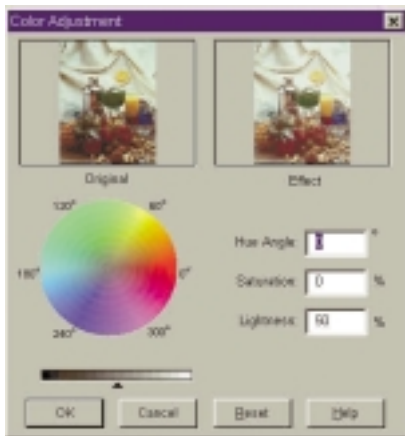 Color Adjustment
Original
Effect
120°
60°
180°
0°
240°
300°
Hue Angle: 0 °
Saturation: 0 %
Lightness: 50 %
OK
Cancel
Reset
Help